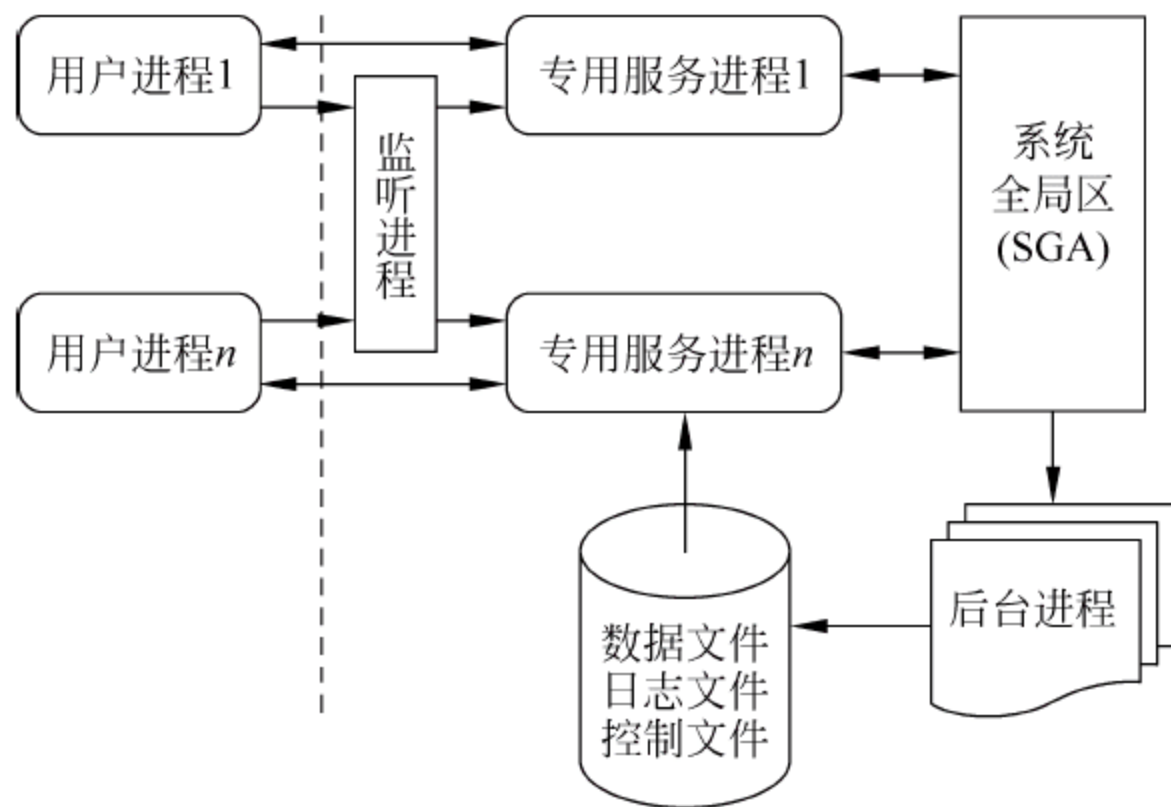 用户进程1
专用服务进程1
监听进程
系统
全局区
(SGA)
用户进程n
专用服务进程n
后台进程
数据文件
日志文件
控制文件